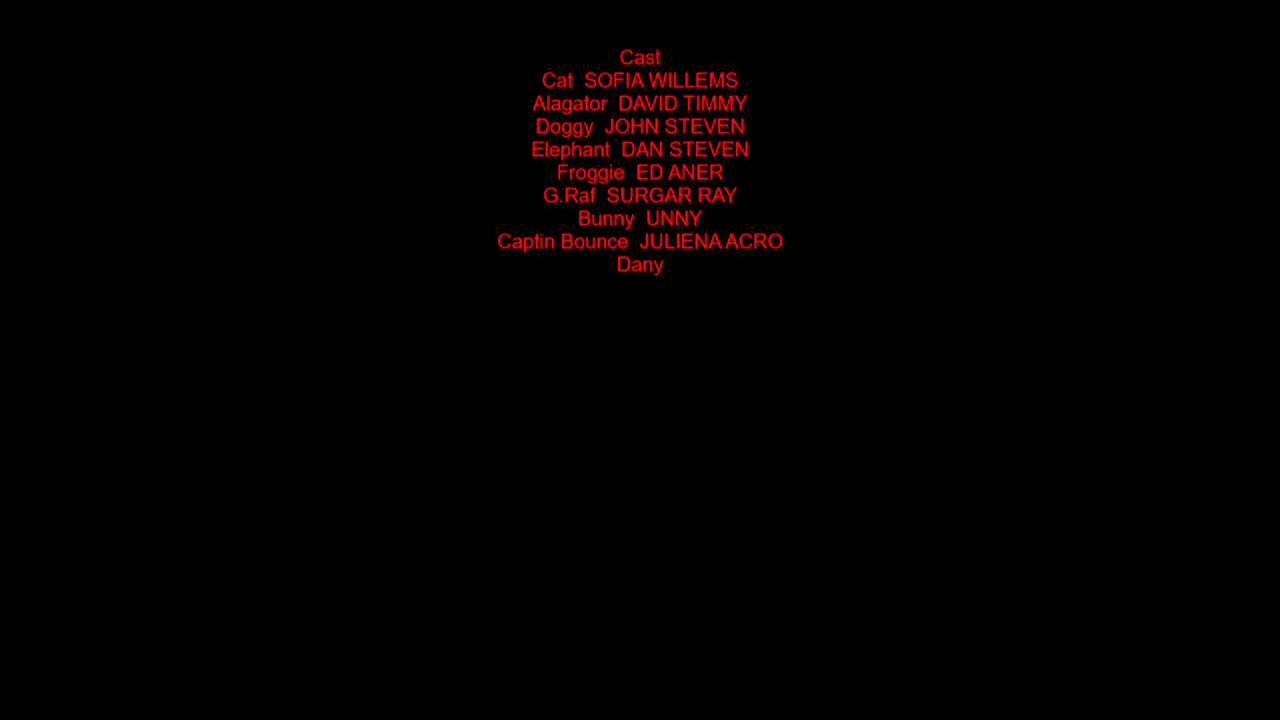 Cast
Cat  SOFIA WILLEMS
Alagator  DAVID TIMMY
Doggy  JOHN STEVEN
Elephant  DAN STEVEN
Froggie  ED ANER
G.Raf  SURGAR RAY
Bunny  UNNY
Captin Bounce  JULIENA ACRO
Dany